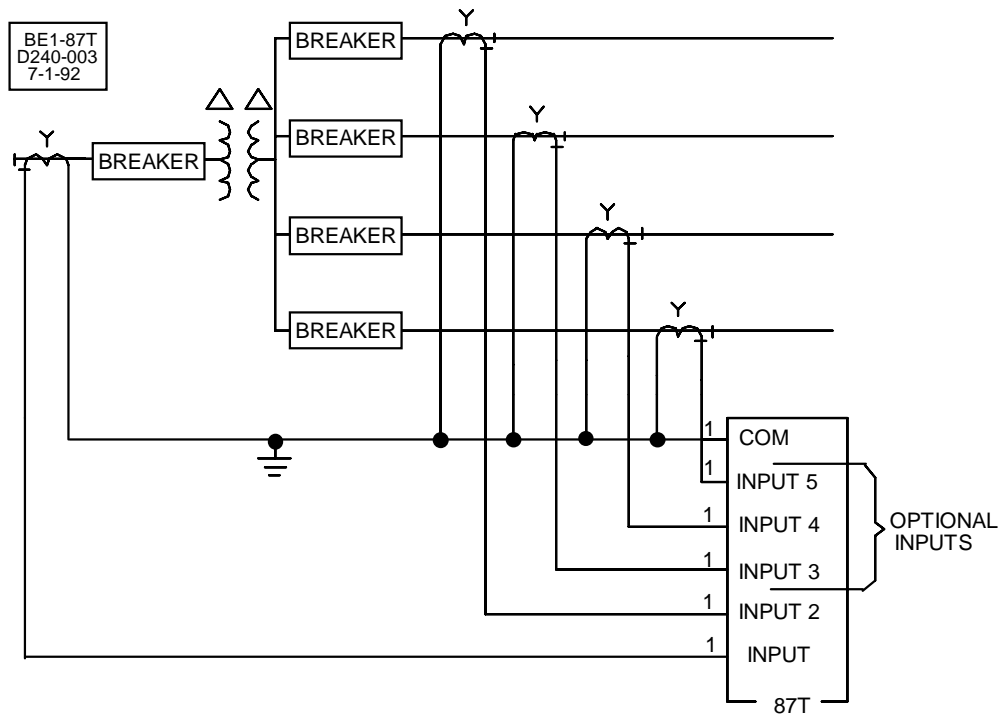 BE1-87T
D240-003
7-1-92
Y
BREAKER
Y
BREAKER
Y
BREAKER
Y
BREAKER
Y
BREAKER
1
COM
1
INPUT 5
1
INPUT 4
OPTIONAL
INPUTS
1
INPUT 3
1
INPUT 2
1
INPUT
87T